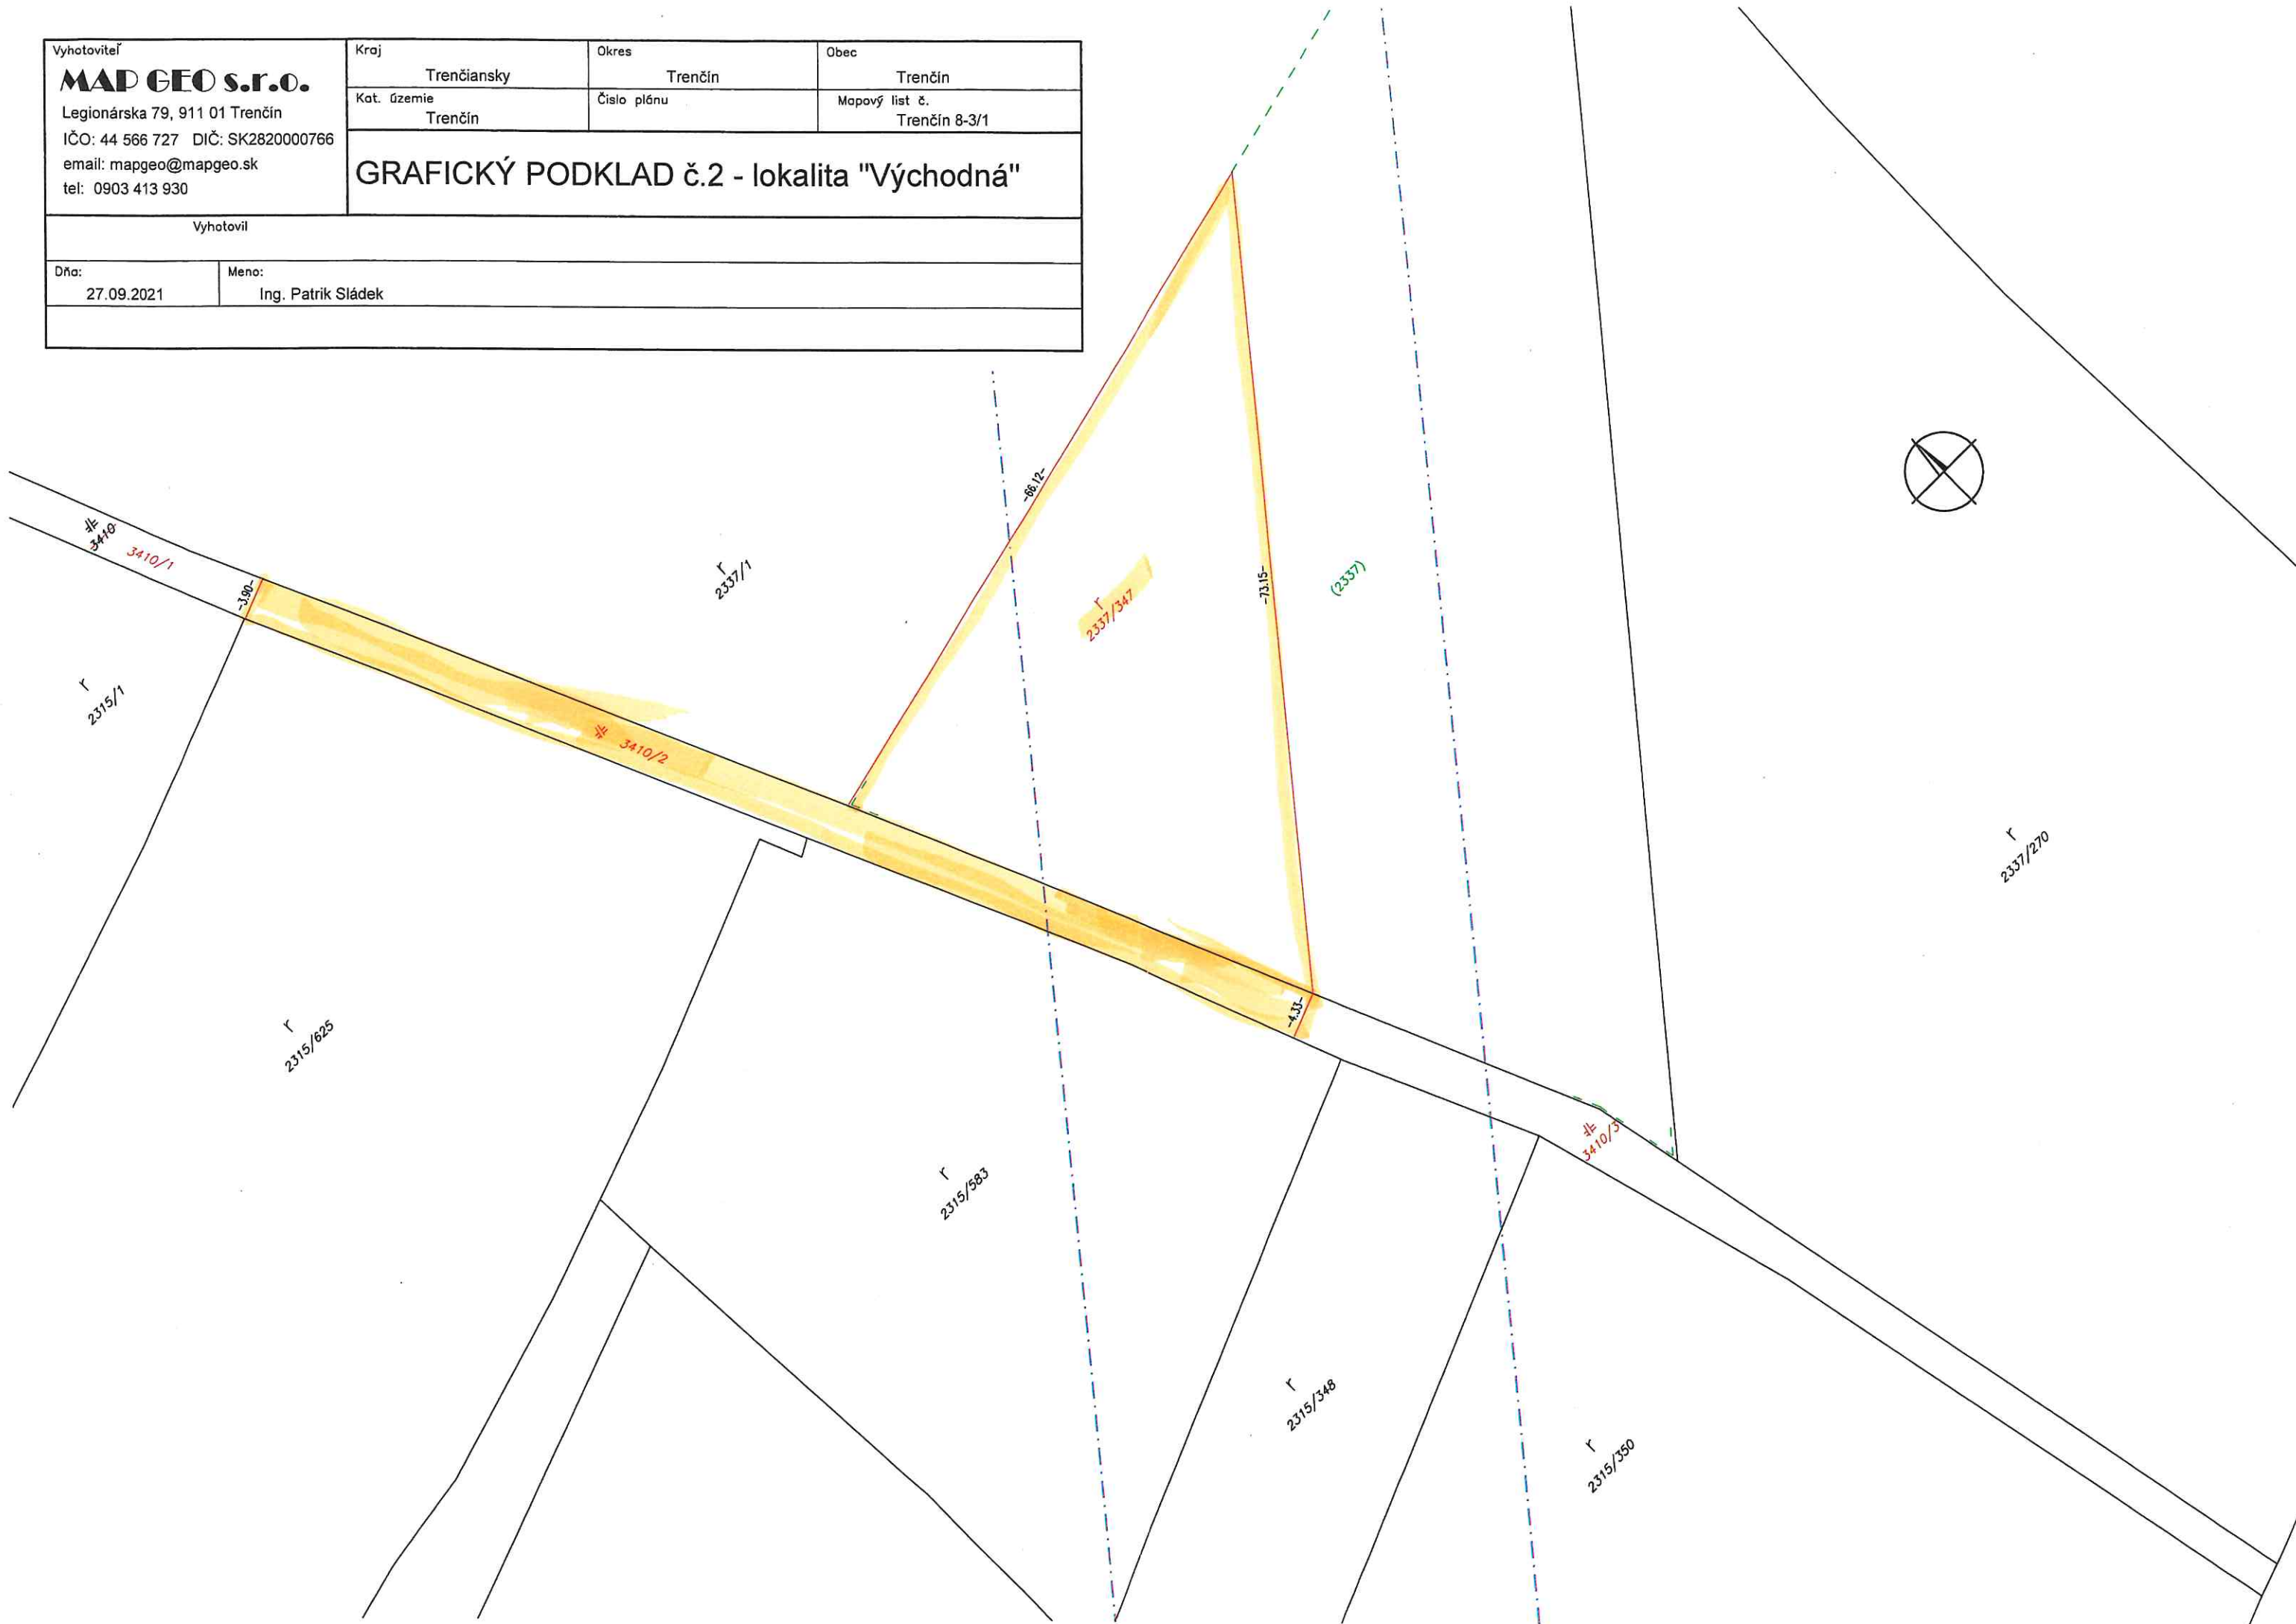 Vyhotoviteľ
MAP GEO s.r.o.
Legionárska 79, 911 01 Trenčín
IČO: 44 566 727 DIČ: SK2820000766
email: mapgeo@mapgeo.sk
tel: 0903 413 930
Kraj
Trenčiansky
Okres
Trenčín
Obec
Trenčín
Kat. územie
Trenčín
Číslo plánu
Mapový list č.
Trenčín 8-3/1
GRAFICKÝ PODKLAD č.2 - lokalita "Východná"
Vyhotovil
Dňa:
27.09.2021
Meno:
Ing. Patrik Sládek
-66.12-
3410
3410/1
-3.90-
r
2337/1
r
2337/347
-73.15-
(2337)
r
2315/1
3410/2
r
2337/270
-4.33-
r
2315/625
3410/3
r
2315/583
r
2315/348
r
2315/350